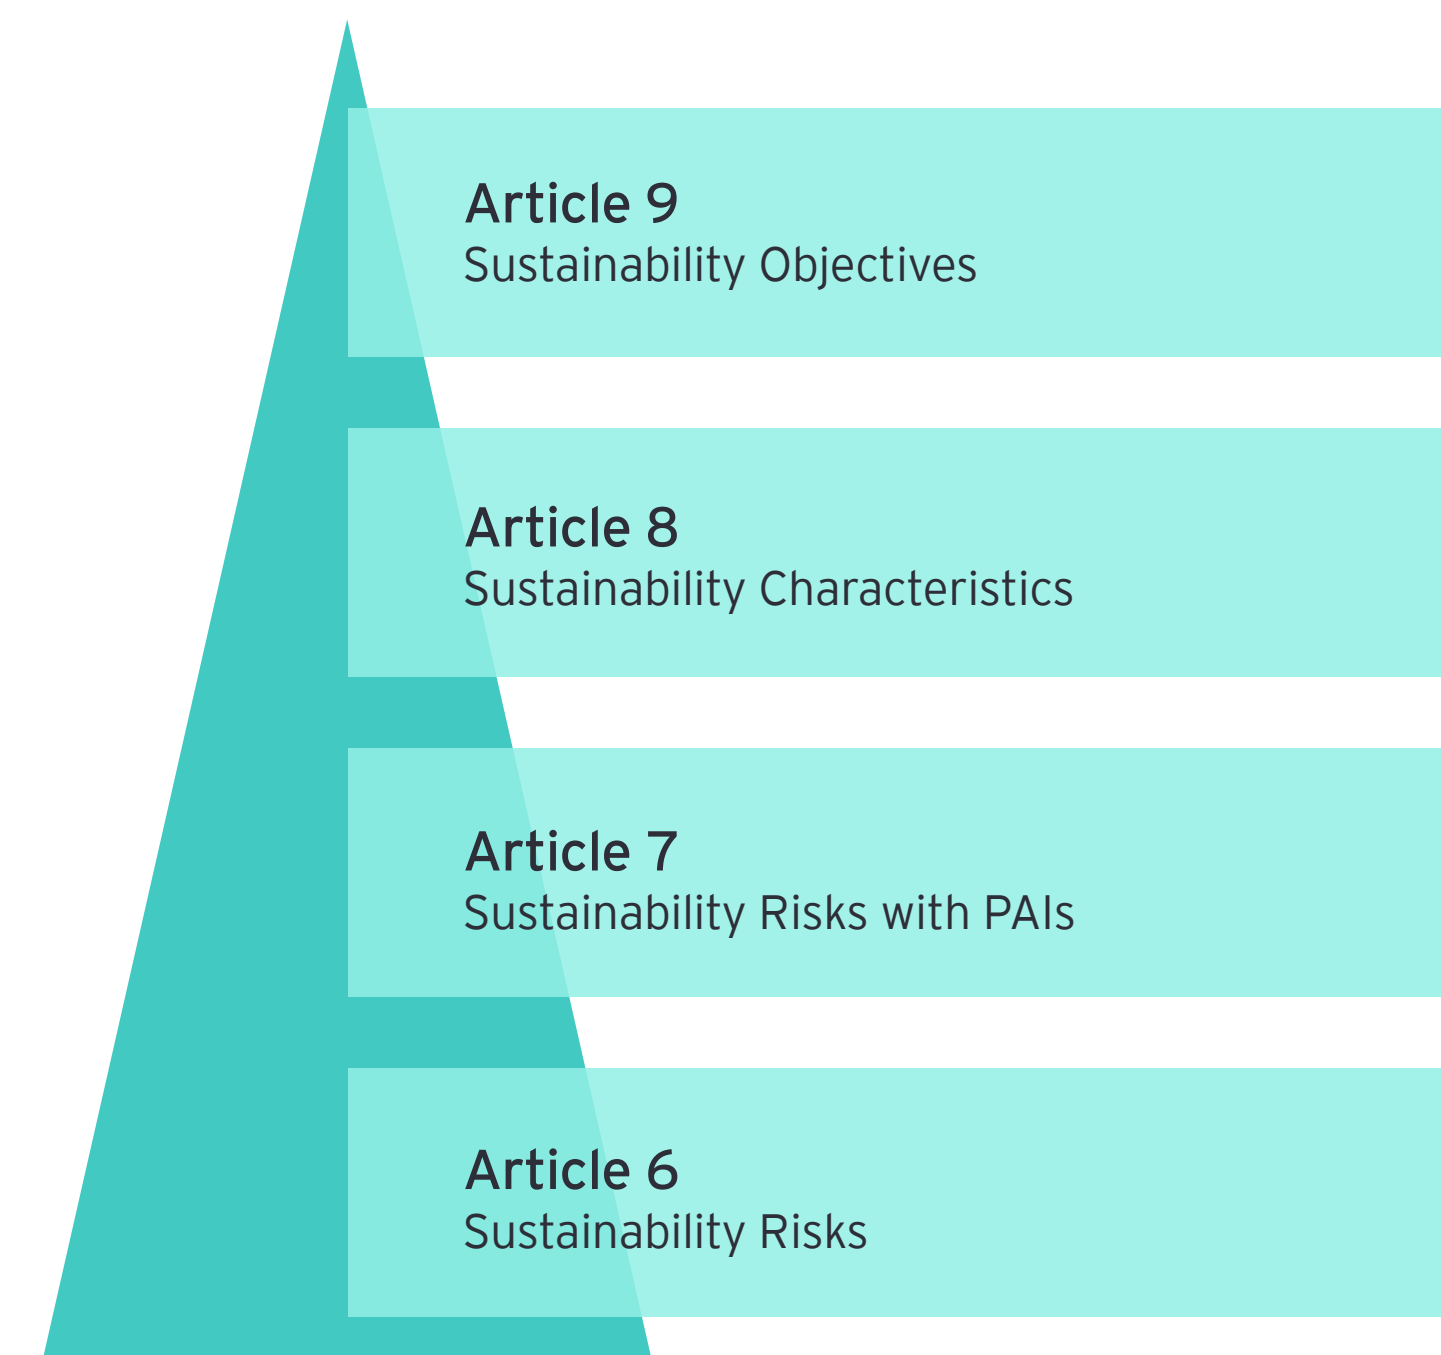 Article 9
Sustainability Objectives
Article 8
Sustainability Characteristics
Article 7
Sustainability Risks with PAIs
Article 6
Sustainability Risks